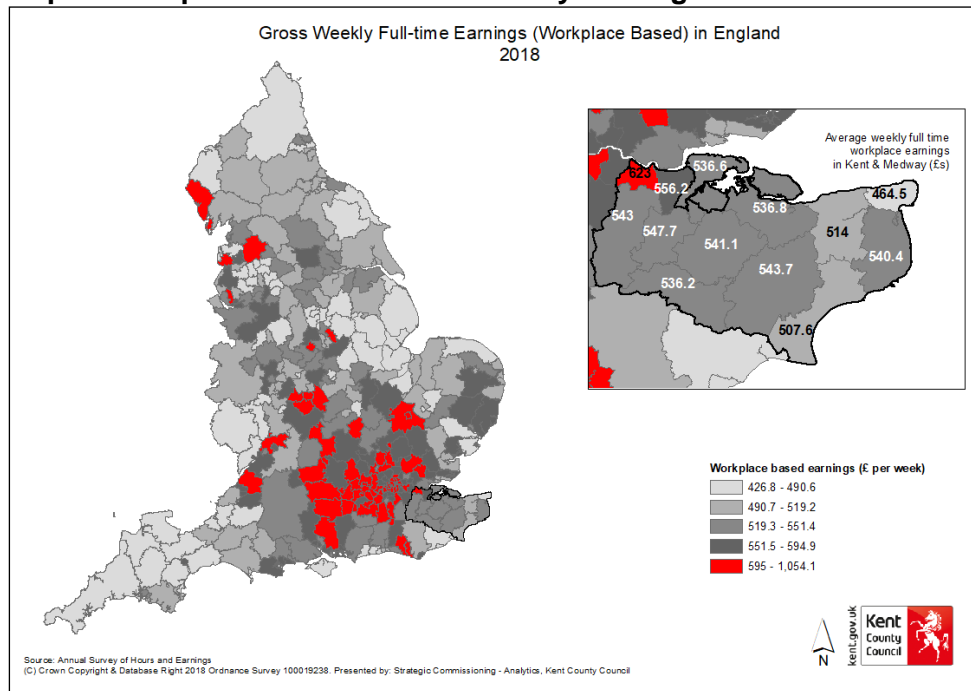 Gross Weekly Full-time Earnings (Workplace Based) in England
2018
Average weekly full time
workplace earnings
in Kent & Medway (£s)
536.6
623
556.2
464.5
536.8
543
514
547.7
541.1
540.4
543.7
536.2
507.6
Workplace based earnings (£ per week)
426.8 - 490.6
490.7 - 519.2
519.3 - 551.4
551.5 - 594.9
595 - 1,054.1
N
kent.gov.uk
Kent
County
Council
Source: Annual Survey of Hours and Earnings
(C) Crown Copyright & Database Right 2018 Ordnance Survey 100019238. Presented by: Strategic Commissioning - Analytics, Kent County Council